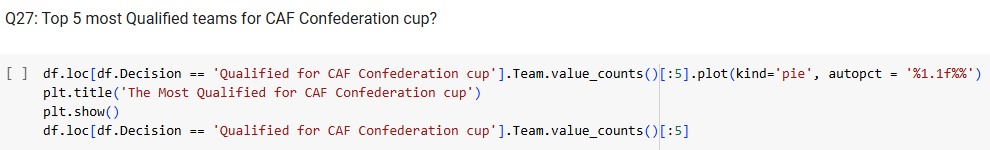 Q27: Top 5 most Qualified teams for CAF Confederation cup?
[ ] df.loc[df.Decision == 'Qualified for CAF Confederation cup'].Team.value_counts()[:5].plot(kind='pie', autopct = '%1.1f%%')
plt.title('The Most Qualified for CAF Confederation cup')
plt.show()
df.loc[df.Decision == 'Qualified for CAF Confederation cup'].Team.value_counts()[:5]